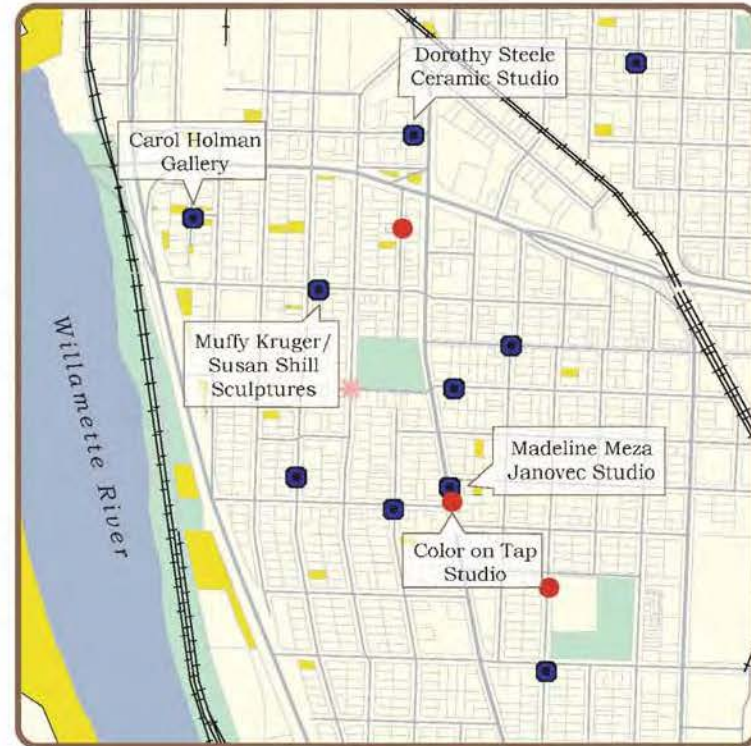 Dorothy Steele
Ceramic Studio
Carol Holman
Gallery
Muffy Kruger/
Susan Shill
Sculptures
Willamette River
Madeline Meza
Janovec Studio
Color on Tap
Studio